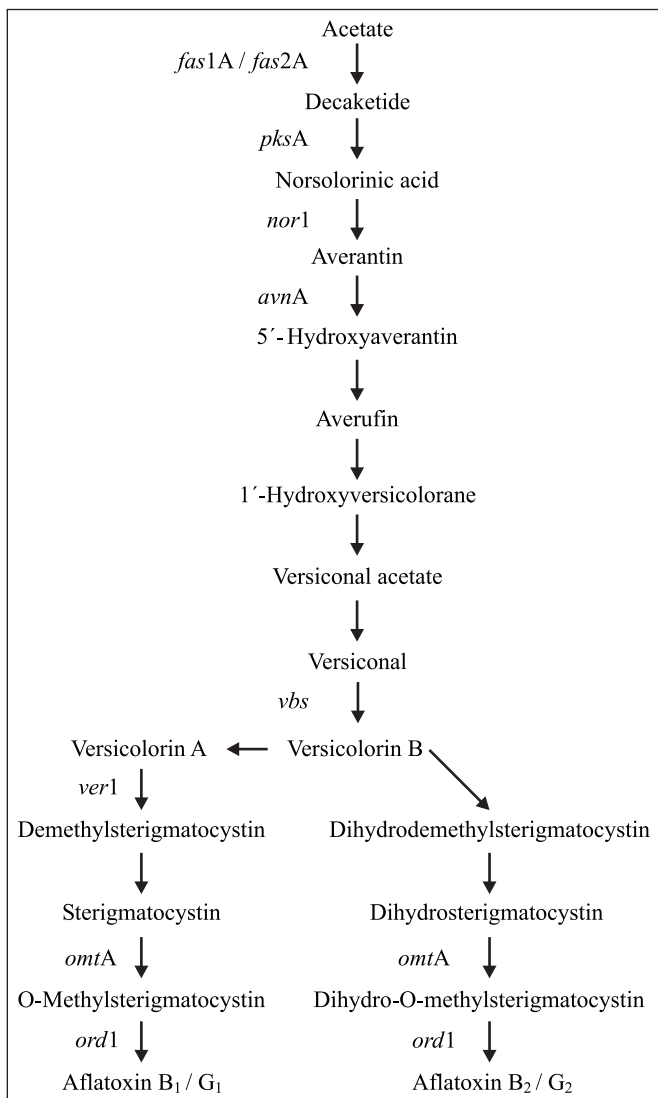 Acetate
fas1A / fas2A
Decaketide
pksA
Norsolorinic acid
nor1
Averantin
avnA
5´-Hydroxyaverantin
Averufin
1´-Hydroxyversicolorane
Versiconal acetate
Versiconal
vbs
Versicolorin A Versicolorin B
ver1
Demethylsterigmatocystin Dihydrodemethylsterigmatocystin
Sterigmatocystin Dihydrosterigmatocystin
omtA omtA
O-Methylsterigmatocystin Dihydro-O-methylsterigmatocystin
ord1 ord1
Aflatoxin B₁ / G₁ Aflatoxin B₂ / G₂